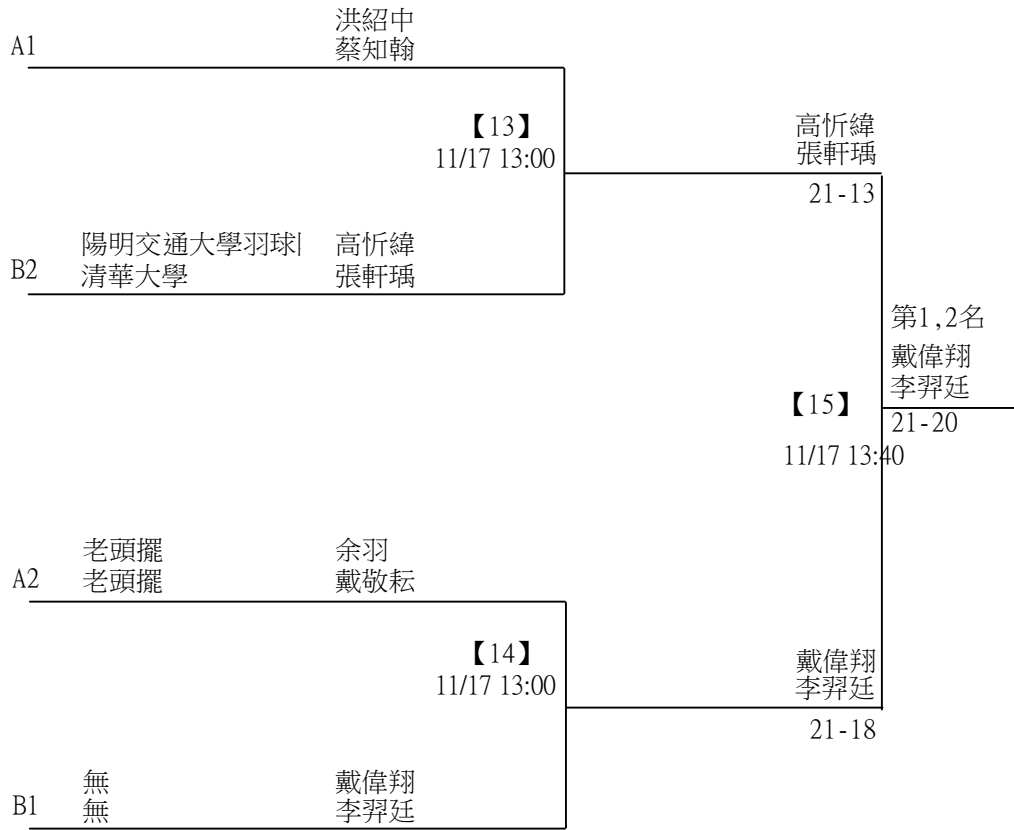 洪紹中
A1
蔡知翰
【13】
11/17 13:00
高忻緯
張軒瑀
21-13
陽明交通大學羽球 高忻緯
B2
清華大學 張軒瑀
第1,2名
戴偉翔
李羿廷
【15】
21-20
11/17 13:40
老頭擺 余羽
A2
老頭擺 戴敬耘
【14】
11/17 13:00
戴偉翔
李羿廷
21-18
無 戴偉翔
B1
無 李羿廷